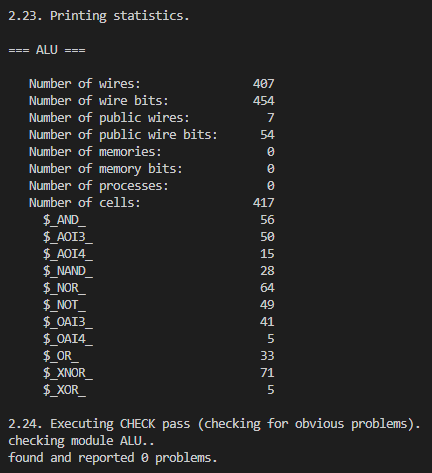 2.23. Printing statistics.
=== ALU ===
Number of wires: 407
Number of wire bits: 454
Number of public wires: 7
Number of public wire bits: 54
Number of memories: 0
Number of memory bits: 0
Number of processes: 0
Number of cells: 417
$_AND_ 56
$_AOI3_ 50
$_AOI4_ 15
$_NAND_ 28
$_NOR_ 64
$_NOT_ 49
$_OAI3_ 41
$_OAI4_ 5
$_OR_ 33
$_XNOR_ 71
$_XOR_ 5
2.24. Executing CHECK pass (checking for obvious problems).
checking module ALU..
found and reported 0 problems.